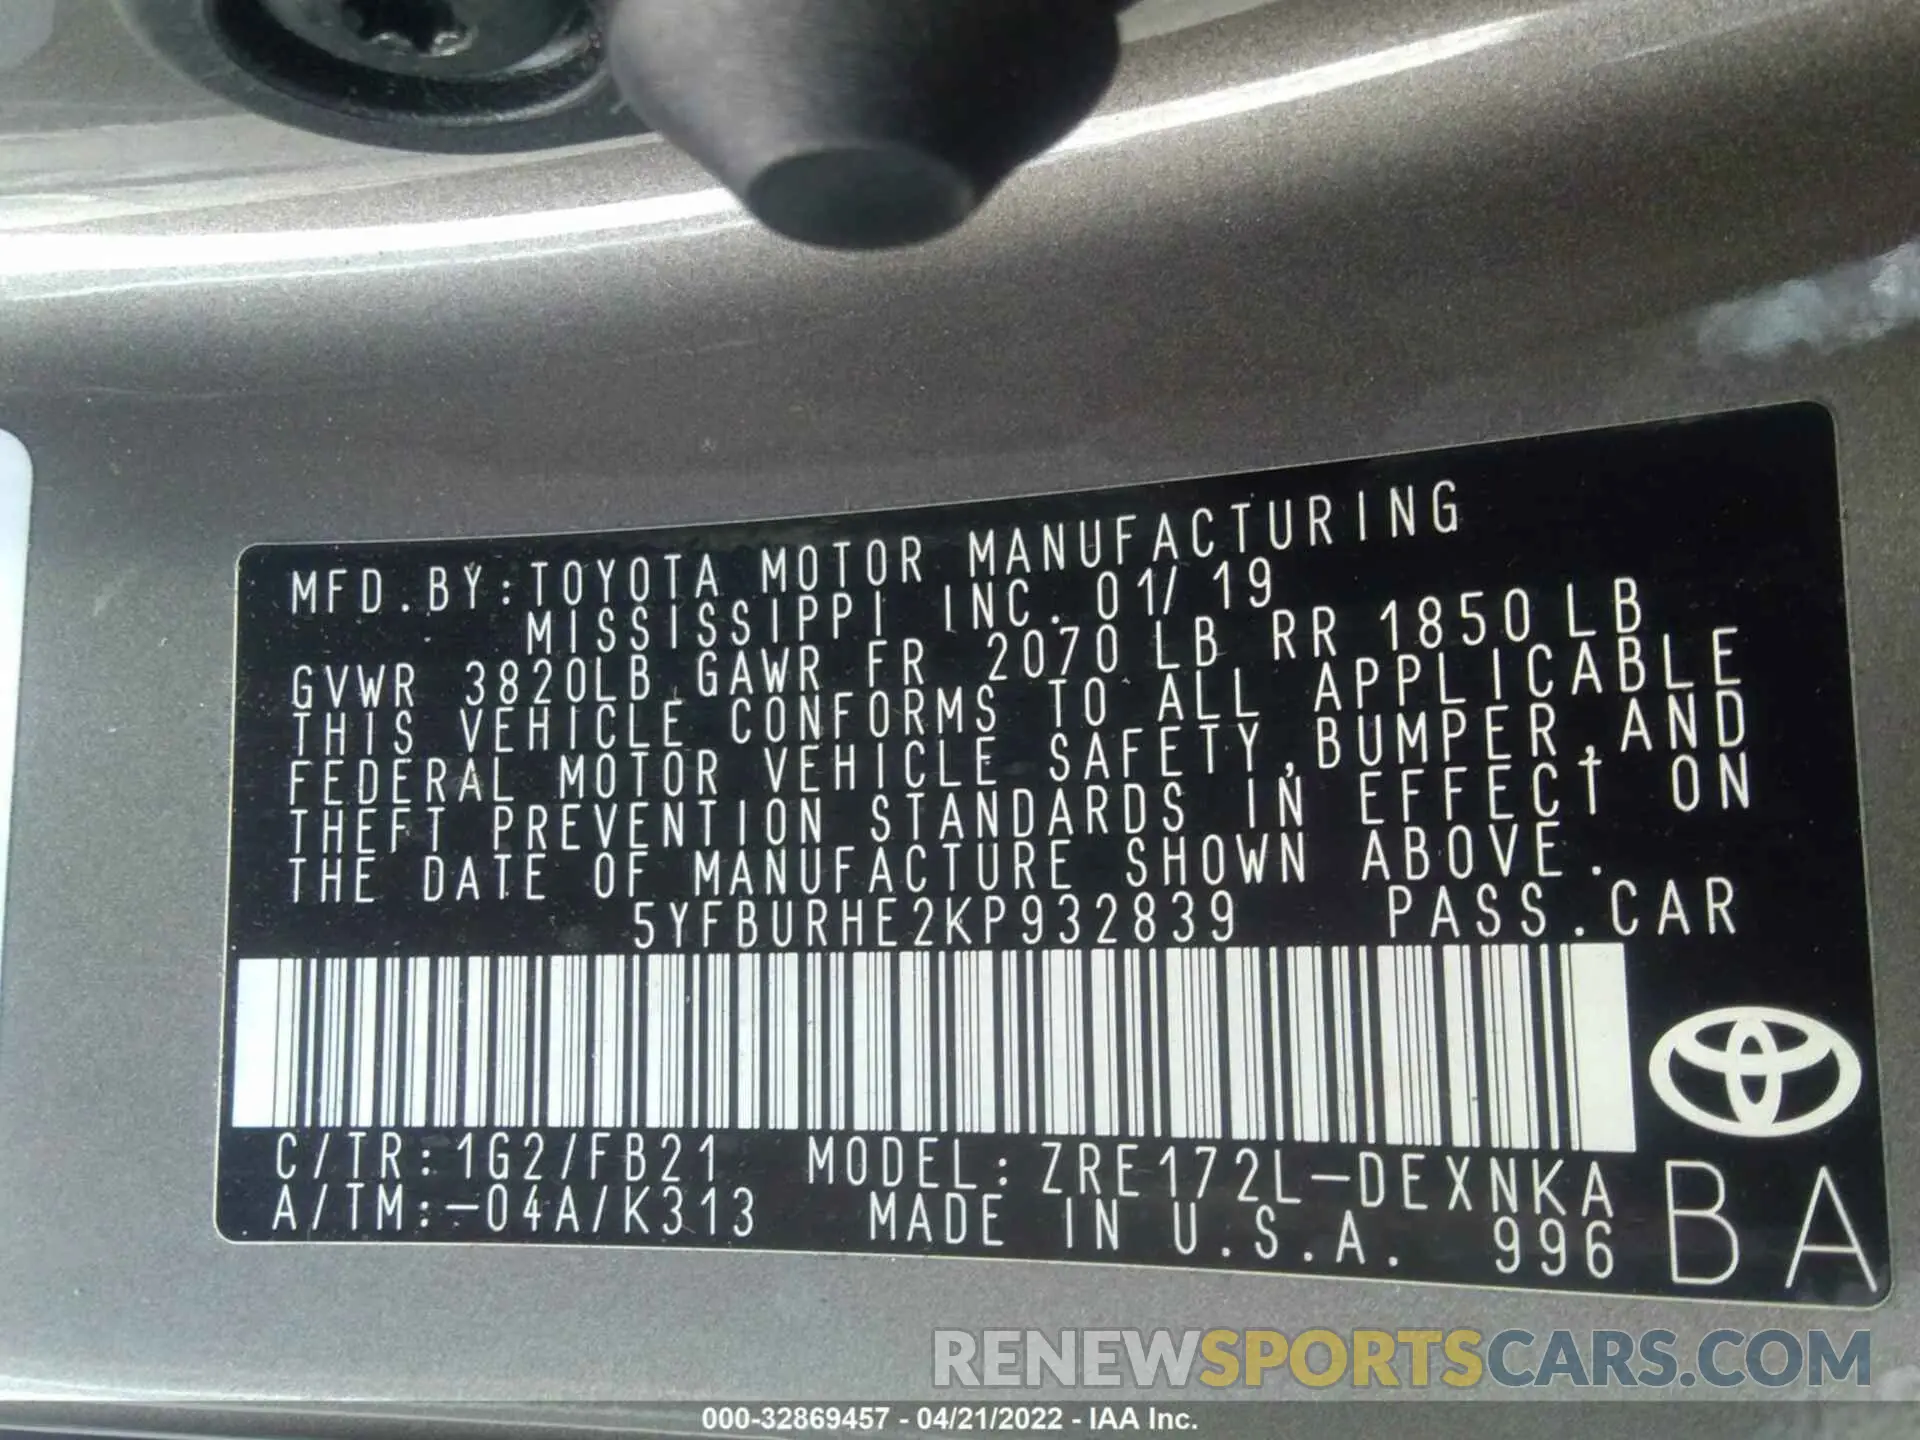 MFD.BY:TOYOTA MOTOR MANUFACTURING
MISSISSIPPI INC. 01/19
GVWR 3820LB GAWR FR 2070LB RR 1850LB
THIS VEHICLE CONFORMS TO ALL APPLICABLE
FEDERAL MOTOR VEHICLE SAFETY,BUMPER,AND
THEFT PREVENTION STANDARDS IN EFFECT ON
THE DATE OF MANUFACTURE SHOWN ABOVE.
5YFBURHE2KP932839 PASS.CAR
C/TR:1G2/FB21 MODEL:ZRE172L-DEXNKA
A/TM:-04A/K313 MADE IN U.S.A. 996
BA
RENEWSPORTSCARS.COM
000-32869457 - 04/21/2022 - IAA Inc.